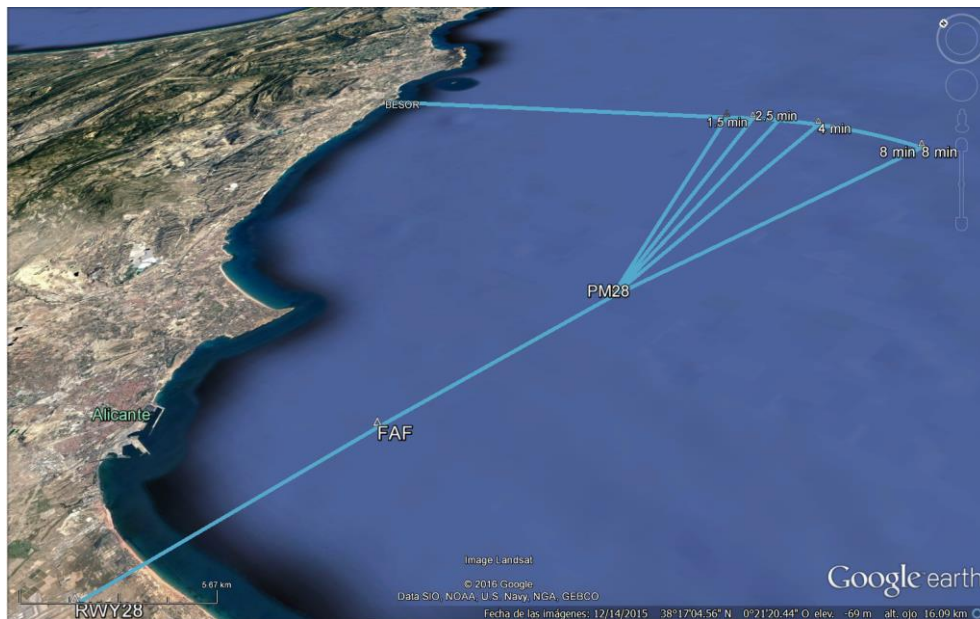 BESOR
1.5 min
2.5 min
4 min
8 min 8 min
PM28
Alicante
FAF
RWY28
5.67 km
Image Landsat
© 2016 Google
Data SIO, NOAA, U.S. Navy, NGA, GEBCO
Google earth
Fecha de las imágenes: 12/14/2015 38°17'04.56" N 0°21'20.44" O elev. -69 m alt. ojo 16.09 km